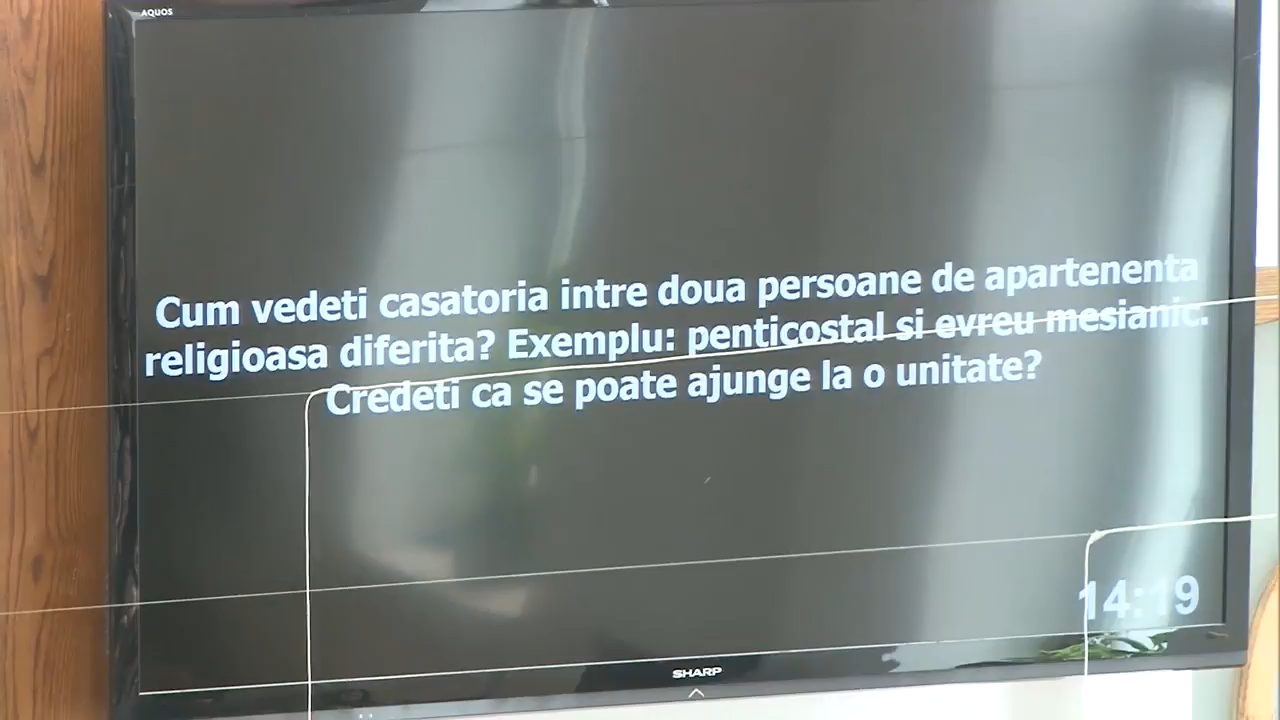 AQUOS
Cum vedeti casatoria intre doua persoane de apartenenta
religioasa diferita? Exemplu: penticostal si evreu mesianic.
Credeti ca se poate ajunge la o unitate?
14:19
SHARP